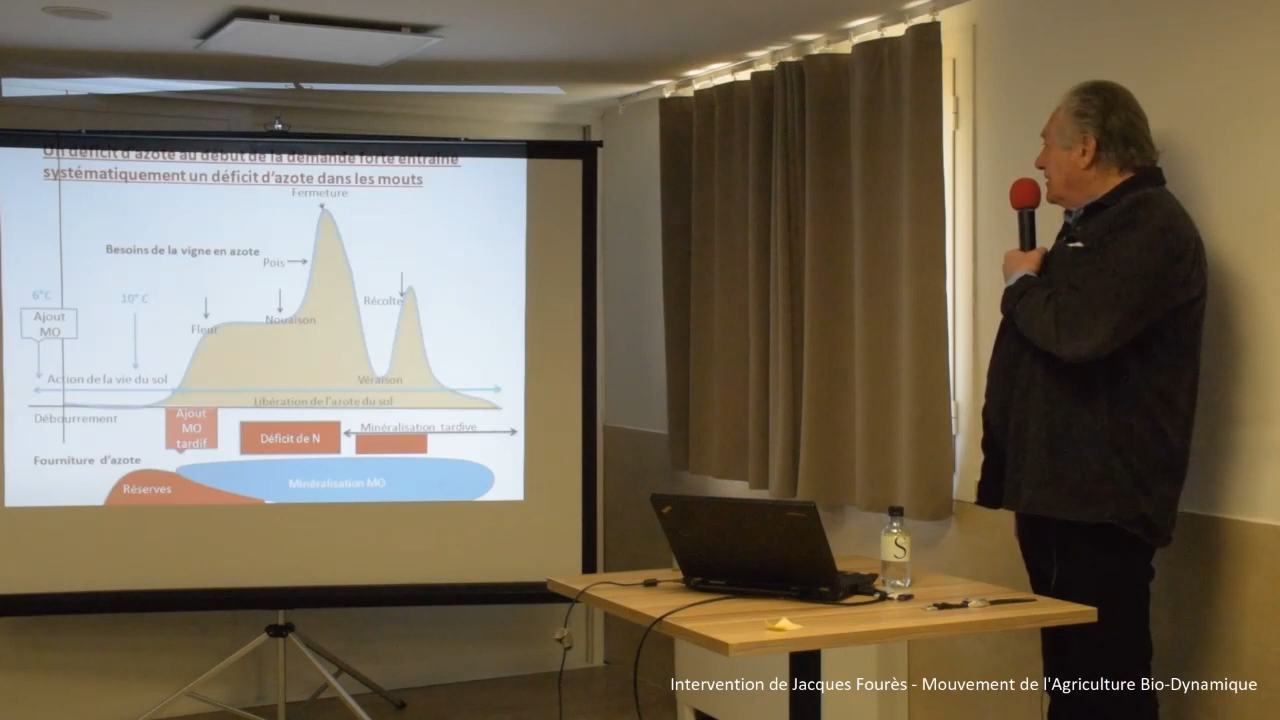 Un déficit d'azote au début de la demande forte entraine
systématiquement un déficit d'azote dans les mouts
Fermeture
Besoins de la vigne en azote
Pois
6°C
10° C
Récolte
Ajout
MO
Fleur
Nouaison
Action de la vie du sol
Véraison
Libération de l'azote du sol
Débourrement
Ajout
MO
tardif
Déficit de N
Minéralisation tardive
Fourniture d'azote
Réserves
Minéralisation MO
S
Intervention de Jacques Fourès - Mouvement de l'Agriculture Bio-Dynamique